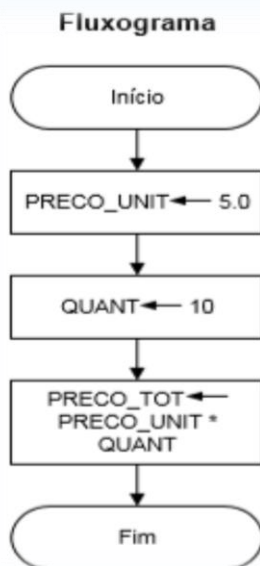 Fluxograma
Início
PRECO_UNIT← 5.0
QUANT← 10
PRECO_TOT←
PRECO_UNIT *
QUANT
Fim